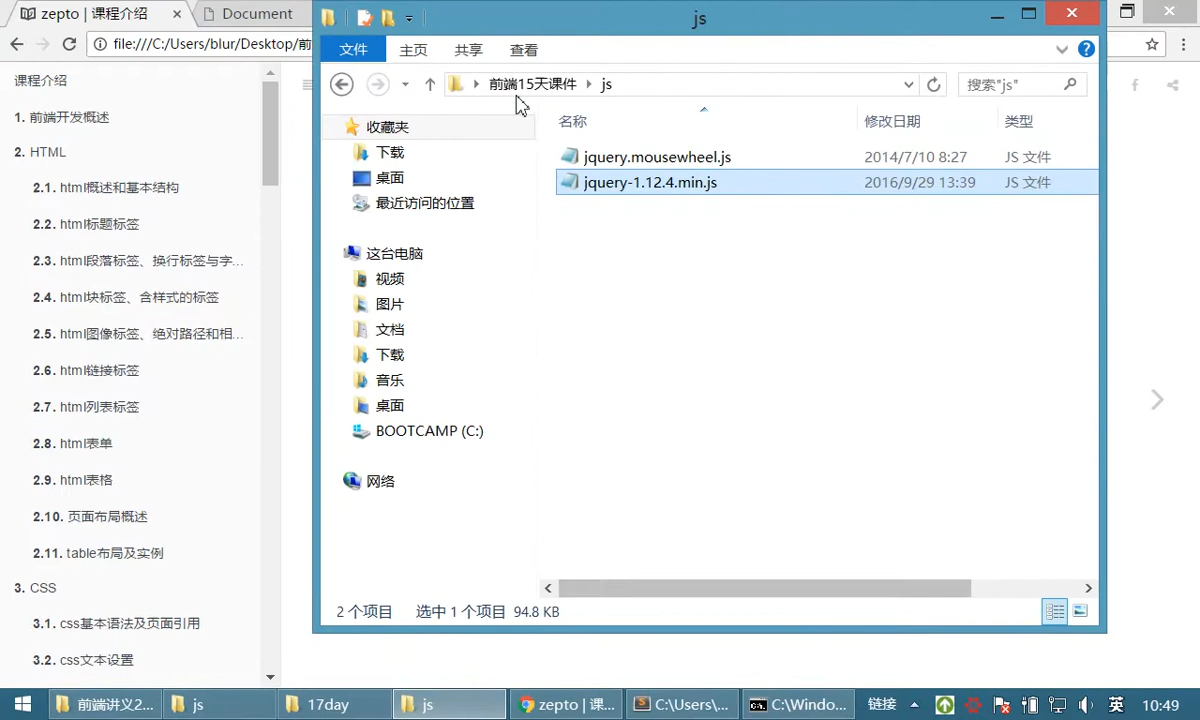 zepto | 课程介绍
Document
file:///C:/Users/blur/Desktop/前
课程介绍
1. 前端开发概述
2. HTML
2.1. html概述和基本结构
2.2. html标题标签
2.3. html段落标签、换行标签与字...
2.4. html块标签、含样式的标签
2.5. html图像标签、绝对路径和相...
2.6. html链接标签
2.7. html列表标签
2.8. html表单
2.9. html表格
2.10. 页面布局概述
2.11. table布局及实例
3. CSS
3.1. css基本语法及页面引用
3.2. css文本设置
js
文件 主页 共享 查看
前端15天课件 js
搜索"js"
名称 修改日期 类型
jquery.mousewheel.js 2014/7/10 8:27 JS 文件
jquery-1.12.4.min.js 2016/9/29 13:39 JS 文件
收藏夹
下载
桌面
最近访问的位置
这台电脑
视频
图片
文档
下载
音乐
桌面
BOOTCAMP (C:)
网络
2 个项目 选中 1 个项目 94.8 KB
前端讲义2... js 17day js zepto | 课... C:\Users\... C:\Windo... 链接 英 10:49